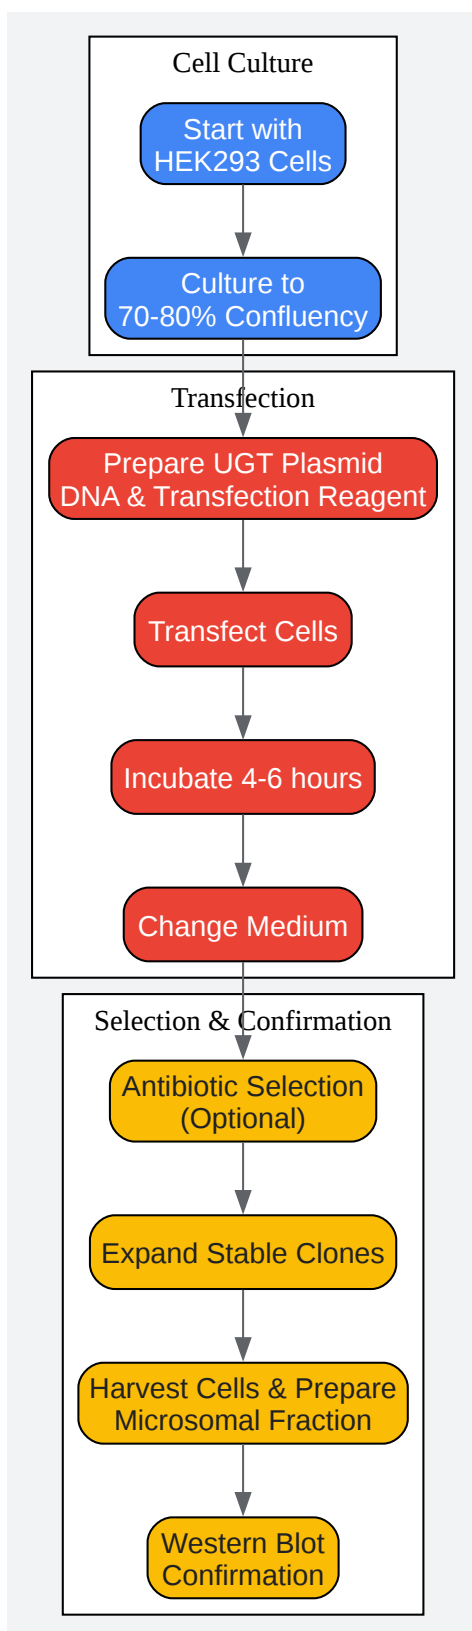 Cell Culture
Start with
HEK293 Cells
Culture to
70-80% Confluency
Transfection
Prepare UGT Plasmid
DNA & Transfection Reagent
Transfect Cells
Incubate 4-6 hours
Change Medium
Selection & Confirmation
Antibiotic Selection
(Optional)
Expand Stable Clones
Harvest Cells & Prepare
Microsomal Fraction
Western Blot
Confirmation